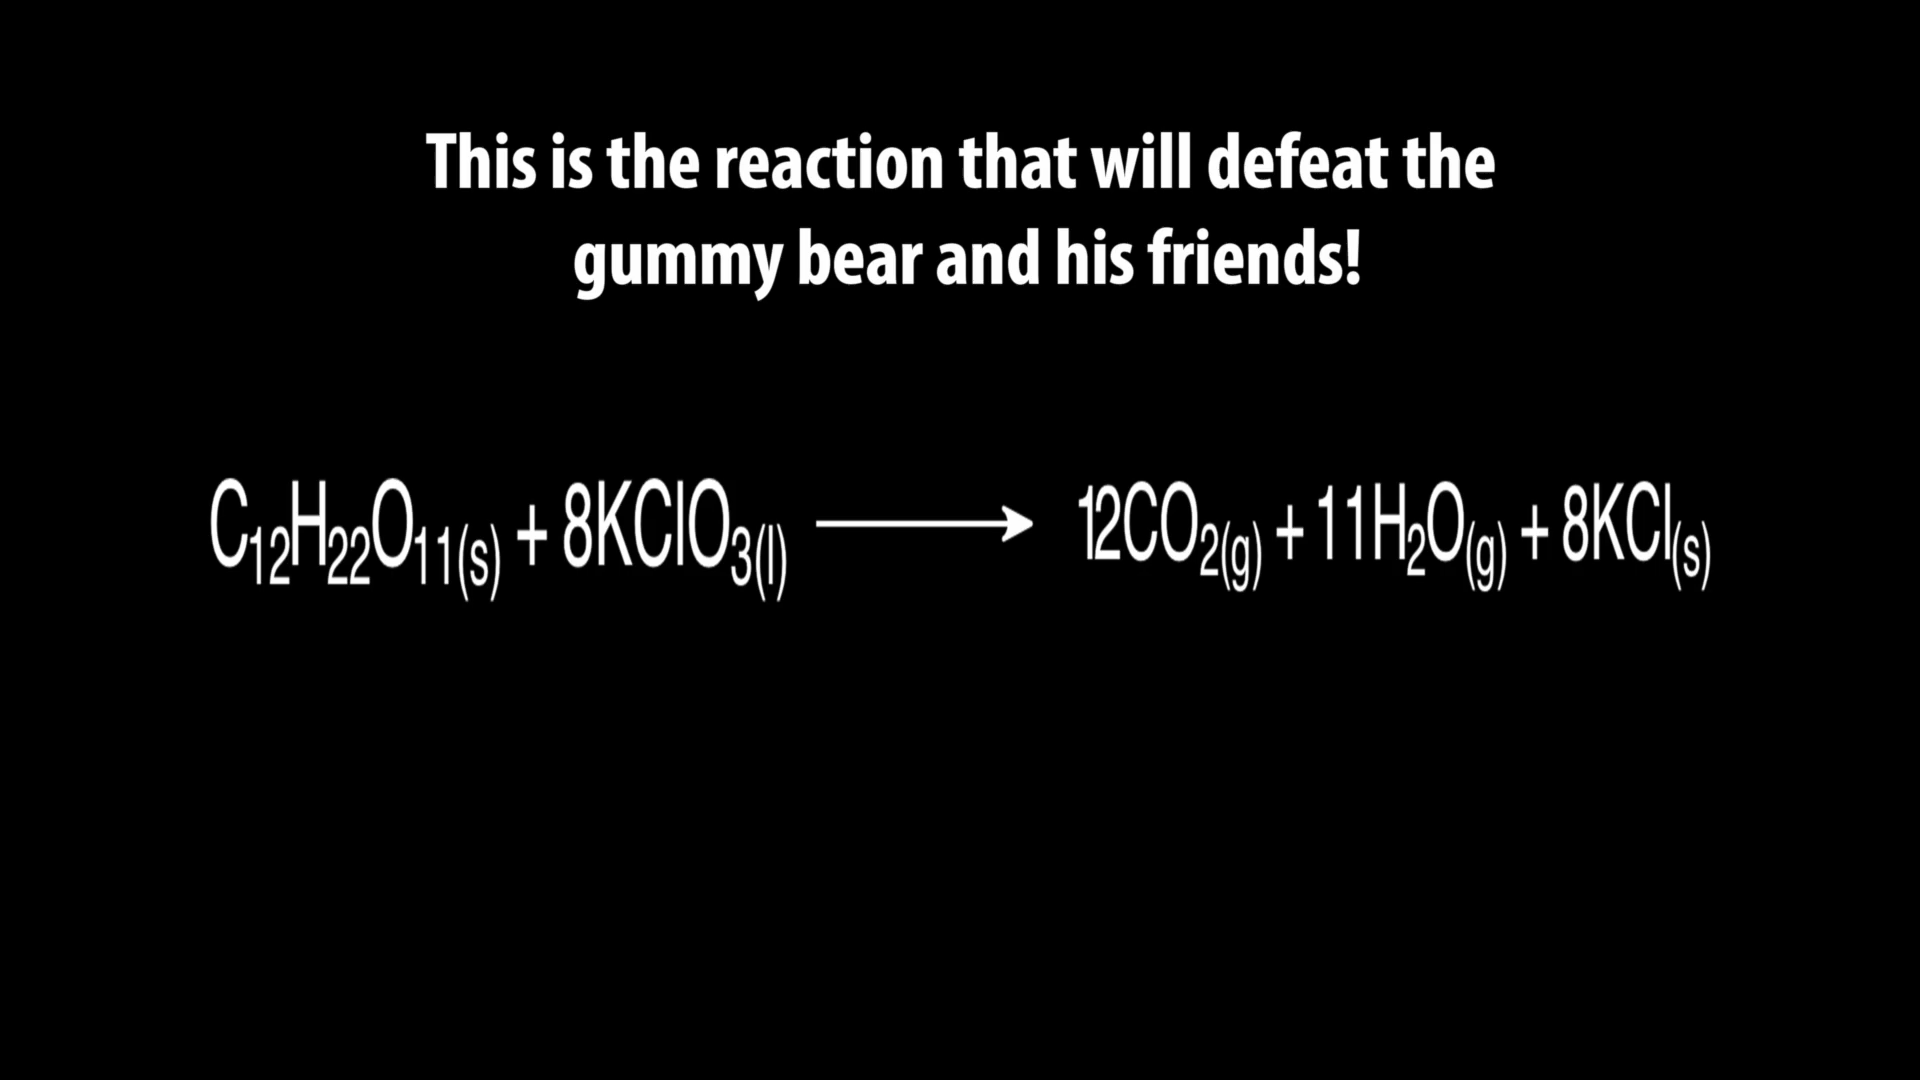 This is the reaction that will defeat the
gummy bear and his friends!
C₁₂H₂₂O₁₁₍s₎ + 8KClO₃₍l₎ ⟶ 12CO₂₍g₎ + 11H₂O₍g₎ + 8KCl₍s₎